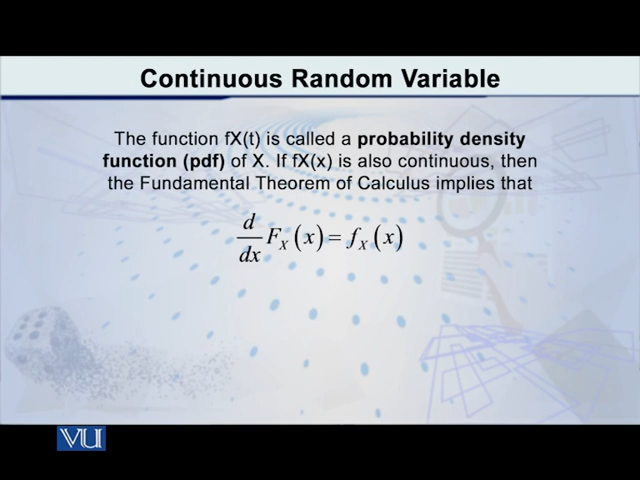 Continuous Random Variable
The function fX(t) is called a probability density
function (pdf) of X. If fX(x) is also continuous, then
the Fundamental Theorem of Calculus implies that
d/dx F_X (x) = f_X (x)
VU